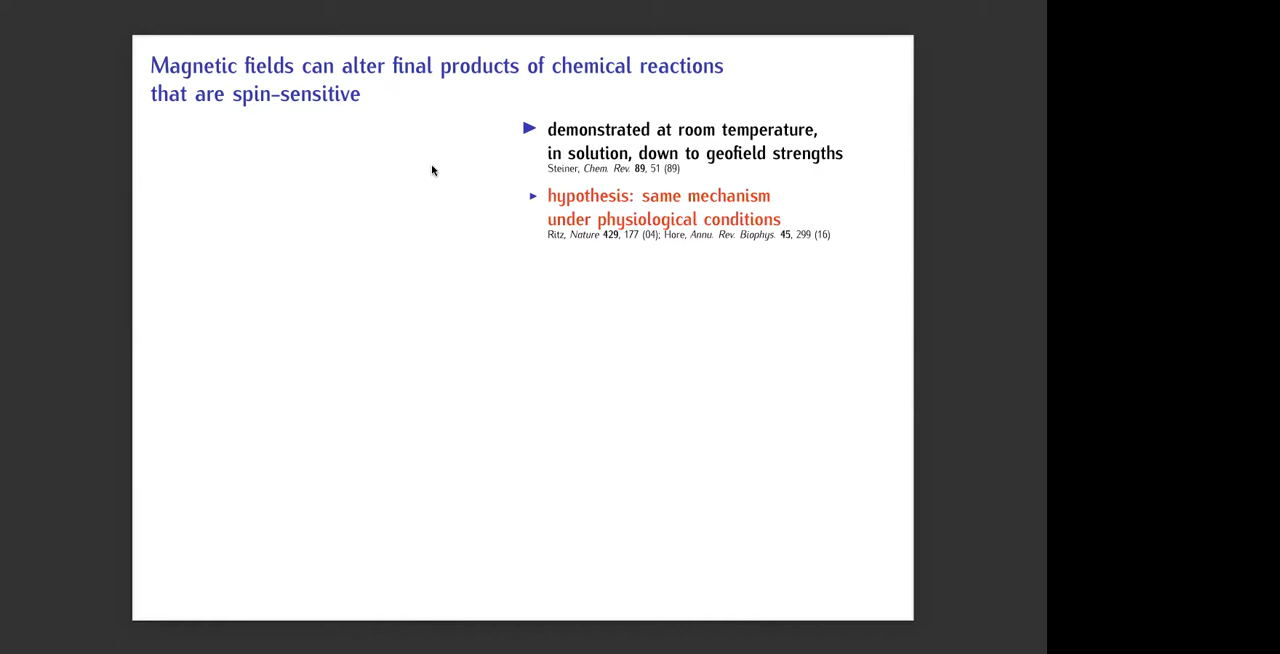 Magnetic fields can alter final products of chemical reactions
that are spin-sensitive
demonstrated at room temperature,
in solution, down to geofield strengths
Steiner, Chem. Rev. 89, 51 (89)
hypothesis: same mechanism
under physiological conditions
Ritz, Nature 429, 177 (04); Hore, Annu. Rev. Biophys. 45, 299 (16)